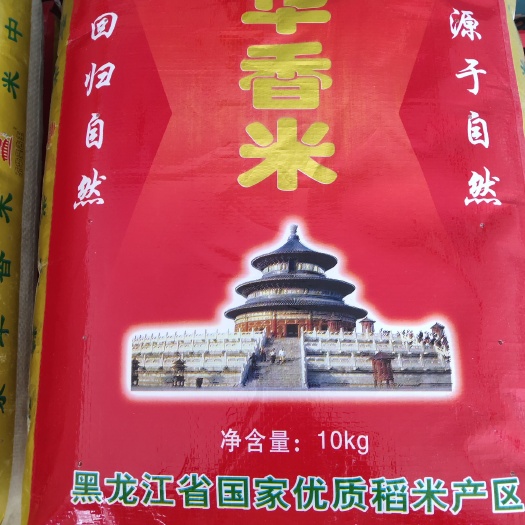 华香米
源于自然
回归自然
净含量：10kg
黑龙江省国家优质稻米产区